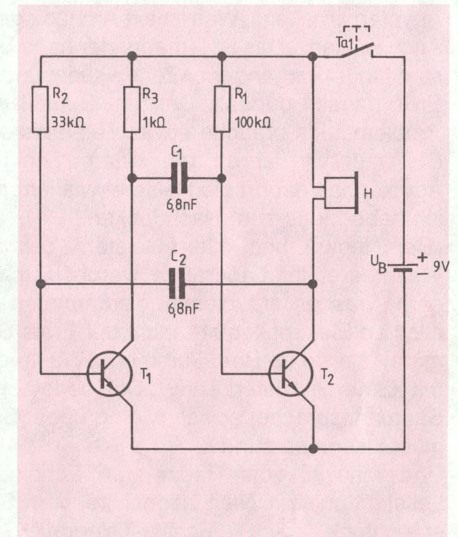 Ta1
R2
33kΩ
R3
1kΩ
R1
100kΩ
C1
6,8nF
H
C2
6,8nF
UB
+
−
9V
T1
T2